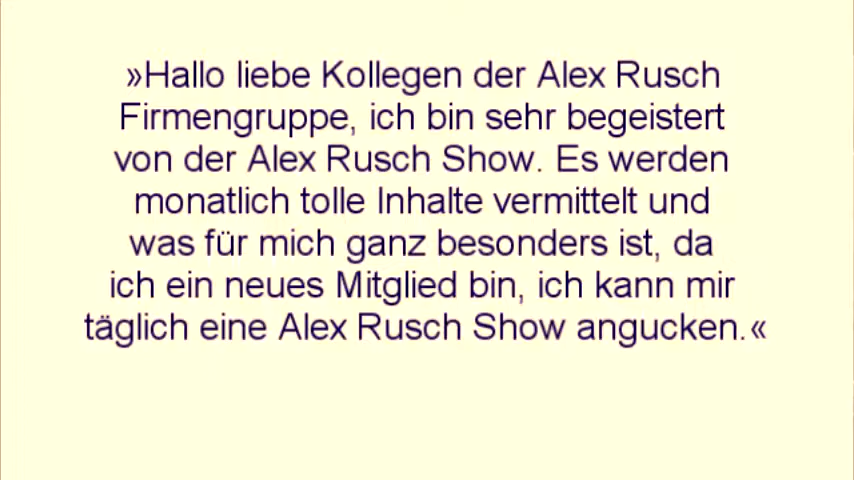 »Hallo liebe Kollegen der Alex Rusch
Firmengruppe, ich bin sehr begeistert
von der Alex Rusch Show. Es werden
monatlich tolle Inhalte vermittelt und
was für mich ganz besonders ist, da
ich ein neues Mitglied bin, ich kann mir
täglich eine Alex Rusch Show angucken.«